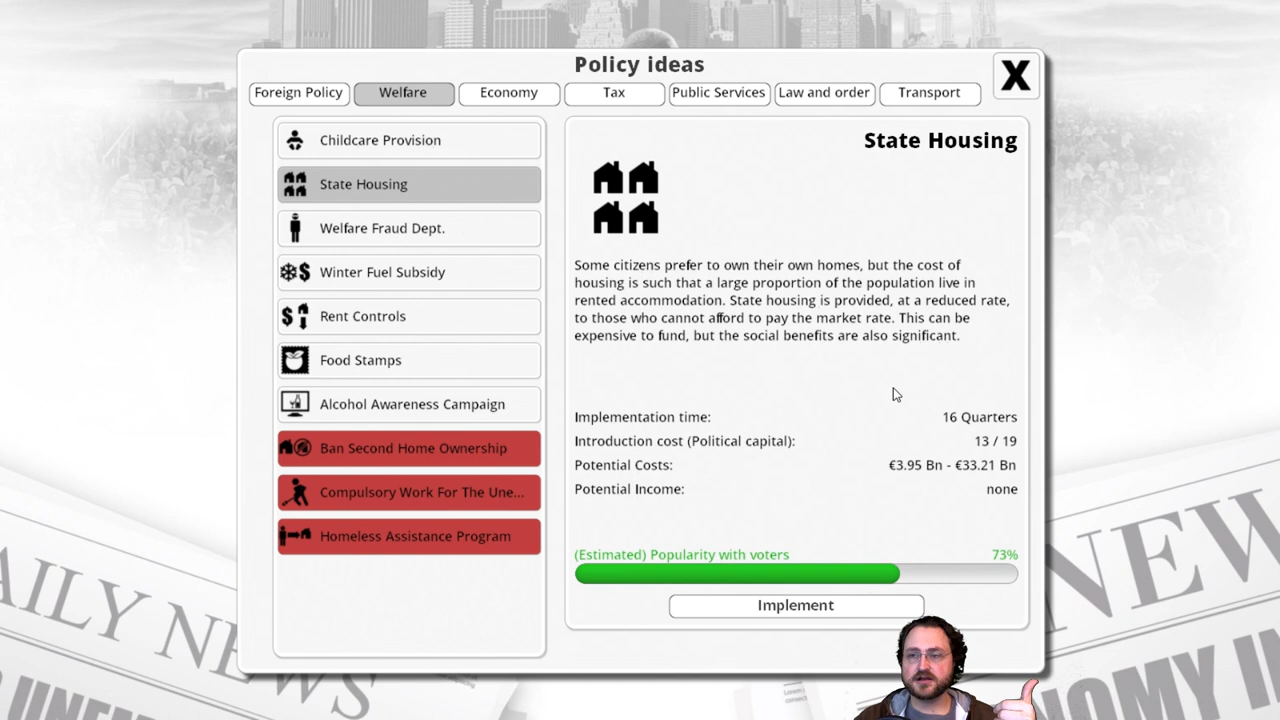 Policy ideas
X
Foreign Policy
Welfare
Economy
Tax
Public Services
Law and order
Transport
Childcare Provision
State Housing
Welfare Fraud Dept.
Winter Fuel Subsidy
Rent Controls
Food Stamps
Alcohol Awareness Campaign
Ban Second Home Ownership
Compulsory Work For The Une...
Homeless Assistance Program
State Housing
Some citizens prefer to own their own homes, but the cost of
housing is such that a large proportion of the population live in
rented accommodation. State housing is provided, at a reduced rate,
to those who cannot afford to pay the market rate. This can be
expensive to fund, but the social benefits are also significant.
Implementation time: 16 Quarters
Introduction cost (Political capital): 13 / 19
Potential Costs: €3.95 Bn - €33.21 Bn
Potential Income: none
(Estimated) Popularity with voters 73%
Implement
AILY NEWS
NEW